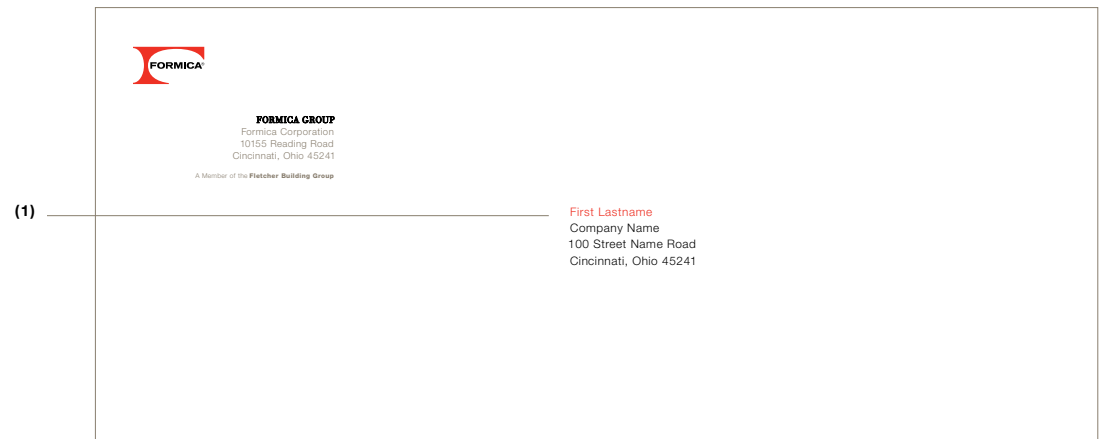 FORMICA®
FORMICA GROUP
Formica Corporation
10155 Reading Road
Cincinnati, Ohio 45241
A Member of the Fletcher Building Group
(1)
First Lastname
Company Name
100 Street Name Road
Cincinnati, Ohio 45241